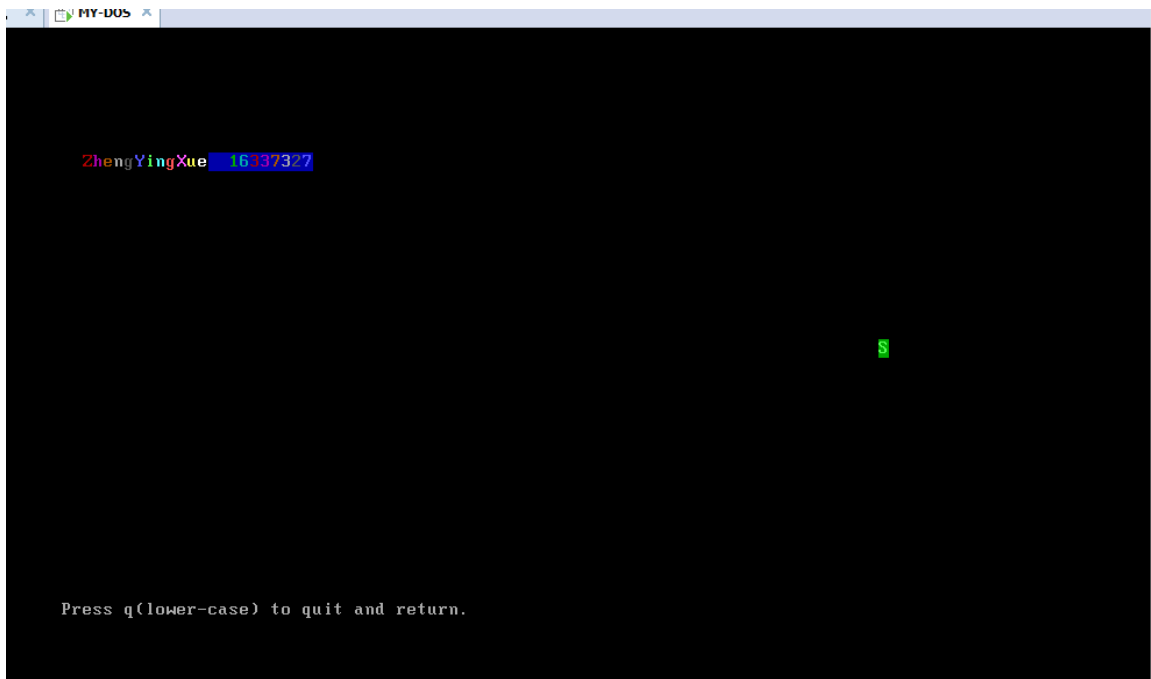 MY-DOS
ZhengYingXue  16337327
S
Press q(lower-case) to quit and return.